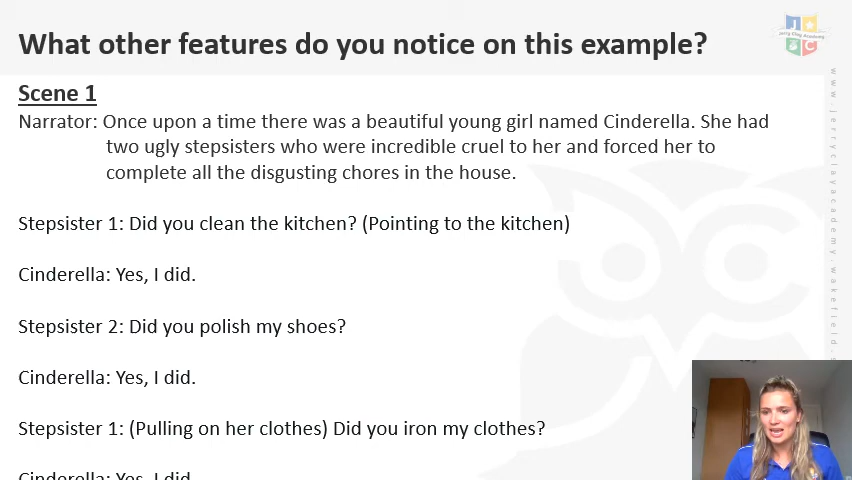 What other features do you notice on this example?
Scene 1
Narrator: Once upon a time there was a beautiful young girl named Cinderella. She had
two ugly stepsisters who were incredible cruel to her and forced her to
complete all the disgusting chores in the house.
Stepsister 1: Did you clean the kitchen? (Pointing to the kitchen)
Cinderella: Yes, I did.
Stepsister 2: Did you polish my shoes?
Cinderella: Yes, I did.
Stepsister 1: (Pulling on her clothes) Did you iron my clothes?
Cinderella: Yes, I did.
J
C
Jerry Clay Academy
www.jerryclayacademy.wakefield.s